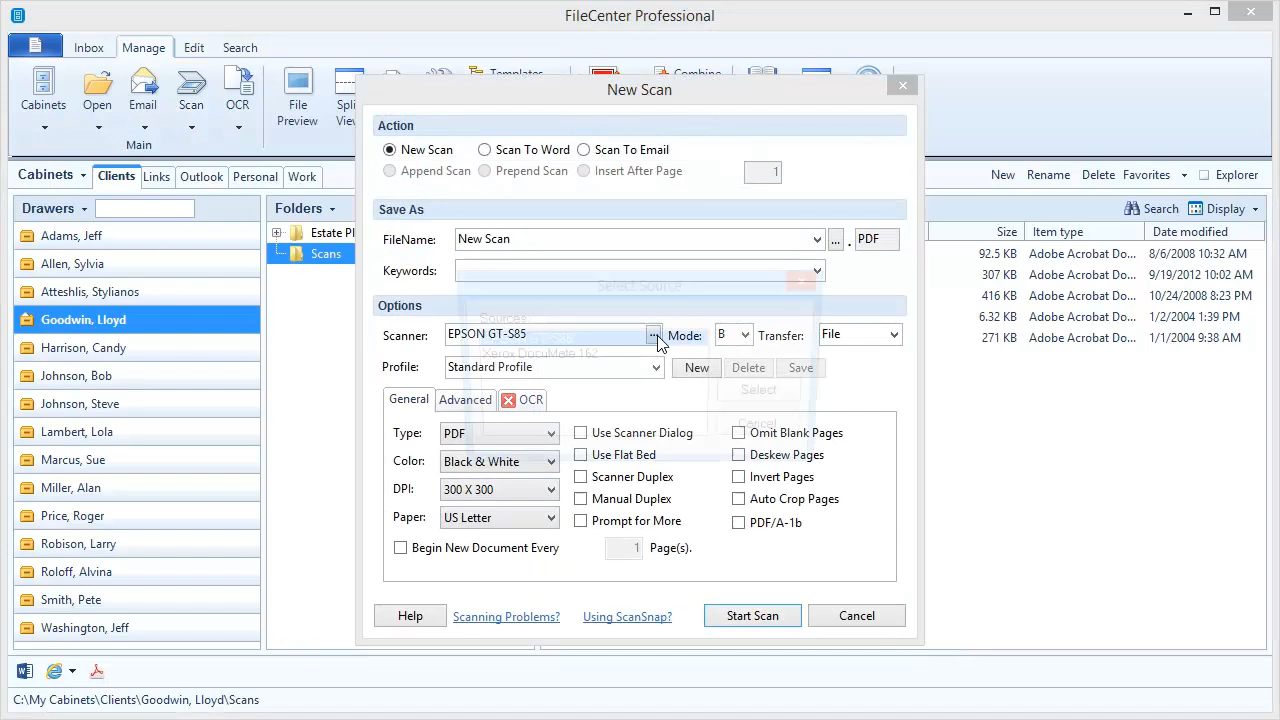 FileCenter Professional
Inbox Manage Edit Search
Templates Combine
Cabinets Open Email Scan OCR File Preview
Main
New Scan
Action
New Scan Scan To Word Scan To Email
Append Scan Prepend Scan Insert After Page 1
Save As
FileName: New Scan ... . PDF
Keywords:
Select Source
Options
Sources
Scanner: EPSON GT-S85 ... Mode: B Transfer: File
Xerox DocuMate 162
Profile: Standard Profile New Delete Save
Select
General Advanced OCR
Cancel
Type: PDF Use Scanner Dialog Omit Blank Pages
Color: Black & White Use Flat Bed Deskew Pages
DPI: 300 X 300 Scanner Duplex Invert Pages
Manual Duplex Auto Crop Pages
Paper: US Letter Prompt for More PDF/A-1b
Begin New Document Every 1 Page(s).
Help Scanning Problems? Using ScanSnap? Start Scan Cancel
Cabinets Clients Links Outlook Personal Work New Rename Delete Favorites Explorer
Drawers Folders Search Display
Adams, Jeff
Allen, Sylvia
Atteshlis, Stylianos
Goodwin, Lloyd
Harrison, Candy
Johnson, Bob
Johnson, Steve
Lambert, Lola
Marcus, Sue
Miller, Alan
Price, Roger
Robison, Larry
Roloff, Alvina
Smith, Pete
Washington, Jeff
Estate
Scans
Size Item type Date modified
92.5 KB Adobe Acrobat Do... 8/6/2008 10:32 AM
307 KB Adobe Acrobat Do... 9/19/2012 10:02 AM
416 KB Adobe Acrobat Do... 10/24/2008 8:23 PM
6.32 KB Adobe Acrobat Do... 1/2/2004 1:39 PM
271 KB Adobe Acrobat Do... 1/1/2004 9:38 AM
C:\My Cabinets\Clients\Goodwin, Lloyd\Scans